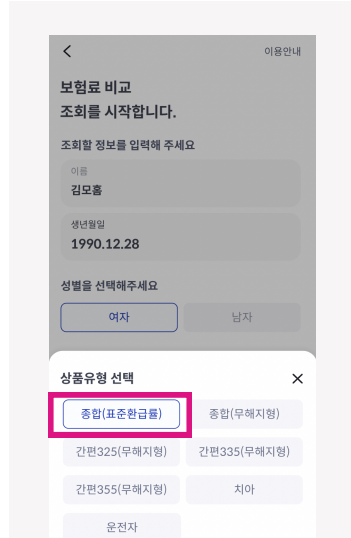 이용안내
보험료 비교
조회를 시작합니다.
조회할 정보를 입력해 주세요
이름
김모홈
생년월일
1990.12.28
성별을 선택해주세요
여자 남자
상품유형 선택
종합(표준환급률) 종합(무해지형)
간편325(무해지형) 간편335(무해지형)
간편355(무해지형) 치아
운전자